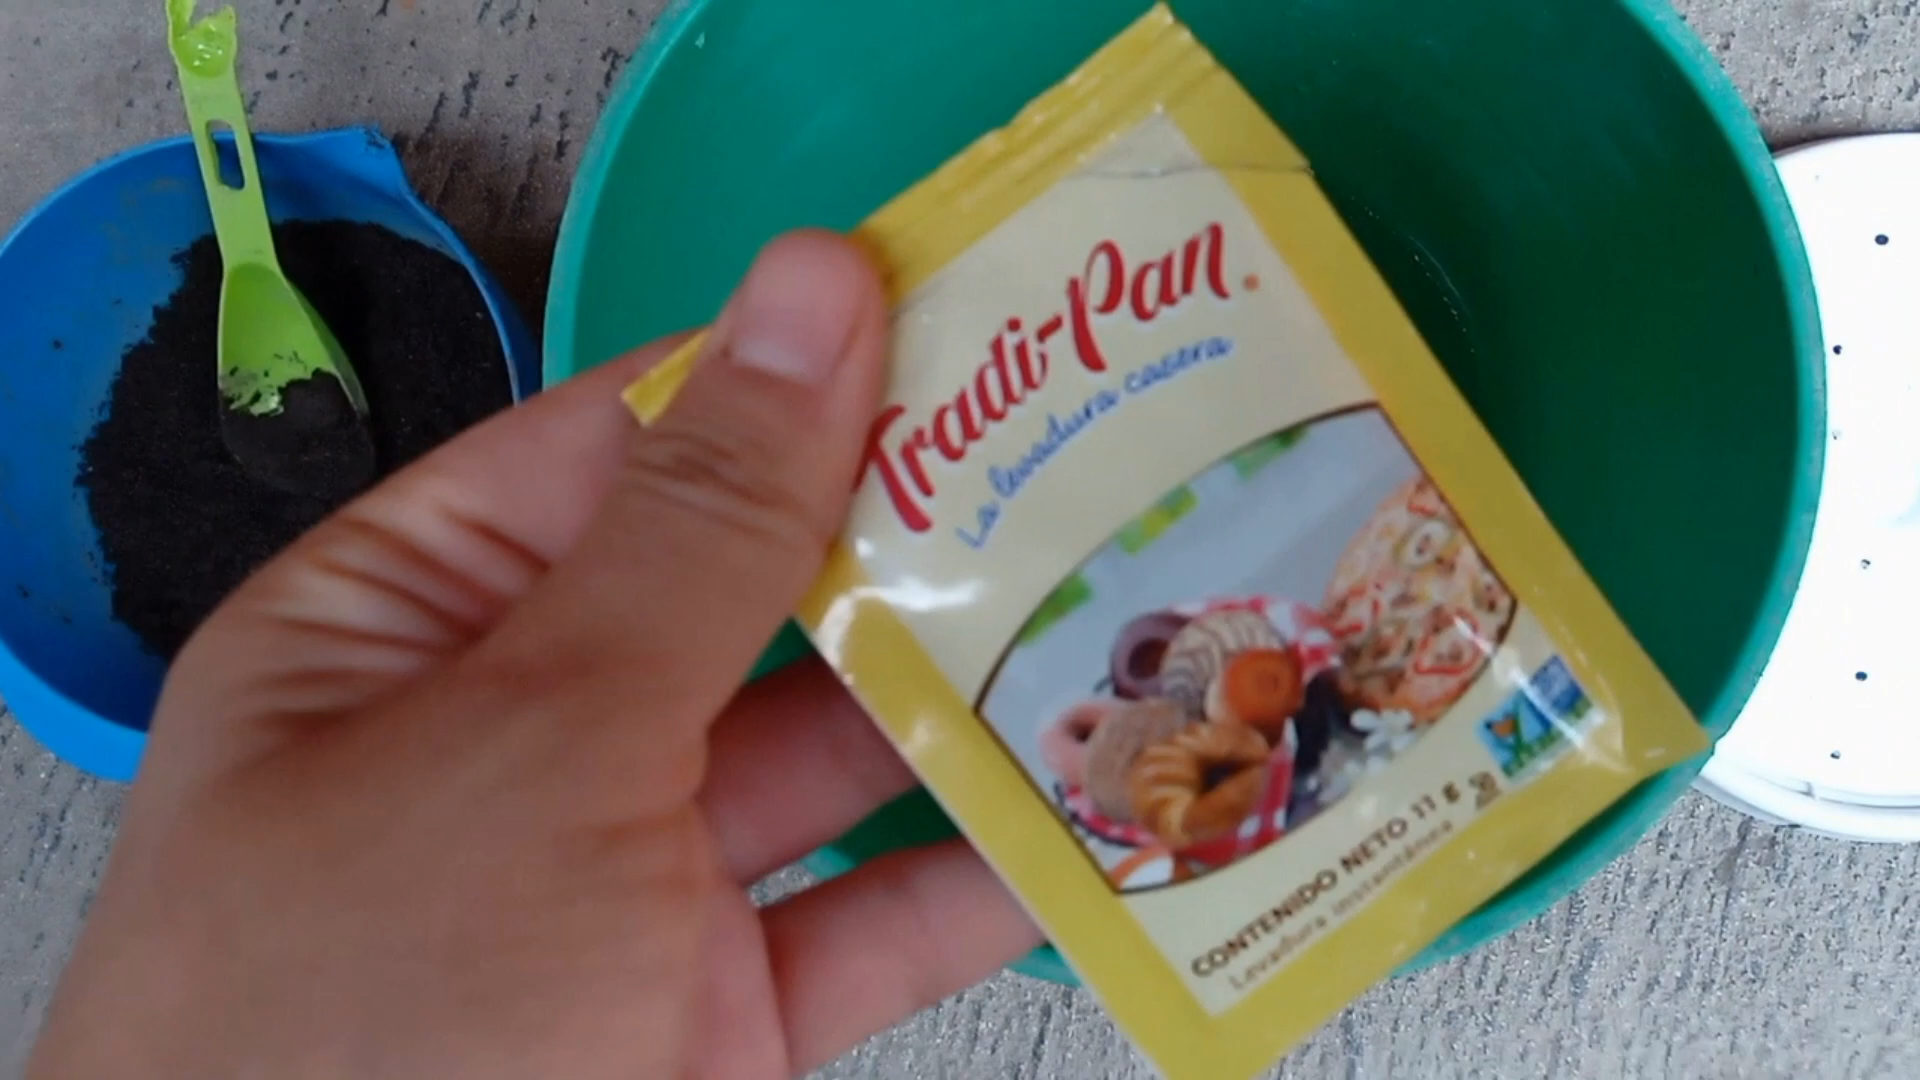 Tradi-Pan
La levadura casera
CONTENIDO NETO 11 g
Levadura instantánea